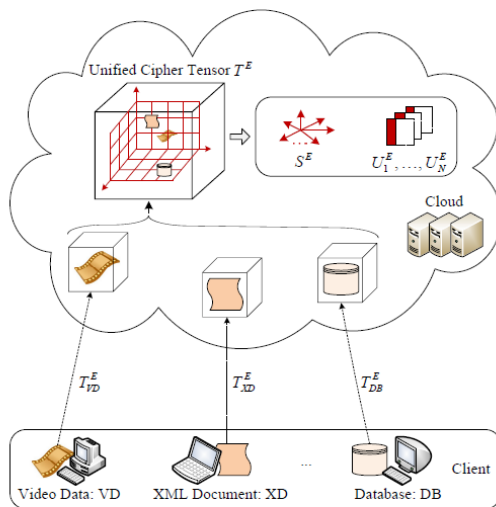 Unified Cipher Tensor T^E
S^E
U_1^E, ..., U_N^E
Cloud
T_VD^E
T_XD^E
T_DB^E
...
Client
Video Data: VD
XML Document: XD
Database: DB